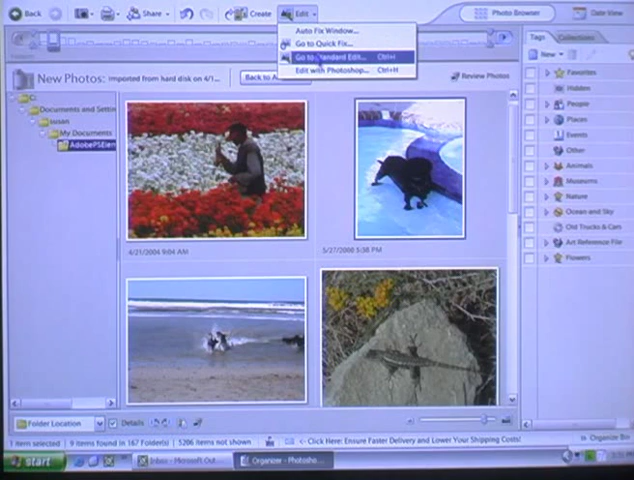 Back
Share
Create
Edit
Photo Browser
Date View
Auto Fix Window...
Go to Quick Fix...
Go to Standard Edit... Ctrl+I
Edit with Photoshop... Ctrl+H
Tags Collections
New
New Photos: Imported from hard disk on 4/1...
Back to A
Review Photos
Favorites
Hidden
People
Places
Events
Other
Animals
Museums
Nature
Ocean and Sky
Old Trucks & Cars
Art Reference File
Flowers
C:
Documents and Settin
susan
My Documents
AdobePSElem
4/21/2004 9:04 AM
5/27/2000 5:38 PM
Folder Location
Details
1 item selected
9 items found in 167 Folder(s)
5206 items not shown
<- Click Here: Ensure Faster Delivery and Lower Your Shipping Costs!
Organize Bin
start
Inbox - Microsoft Out...
Organizer - Photosho...